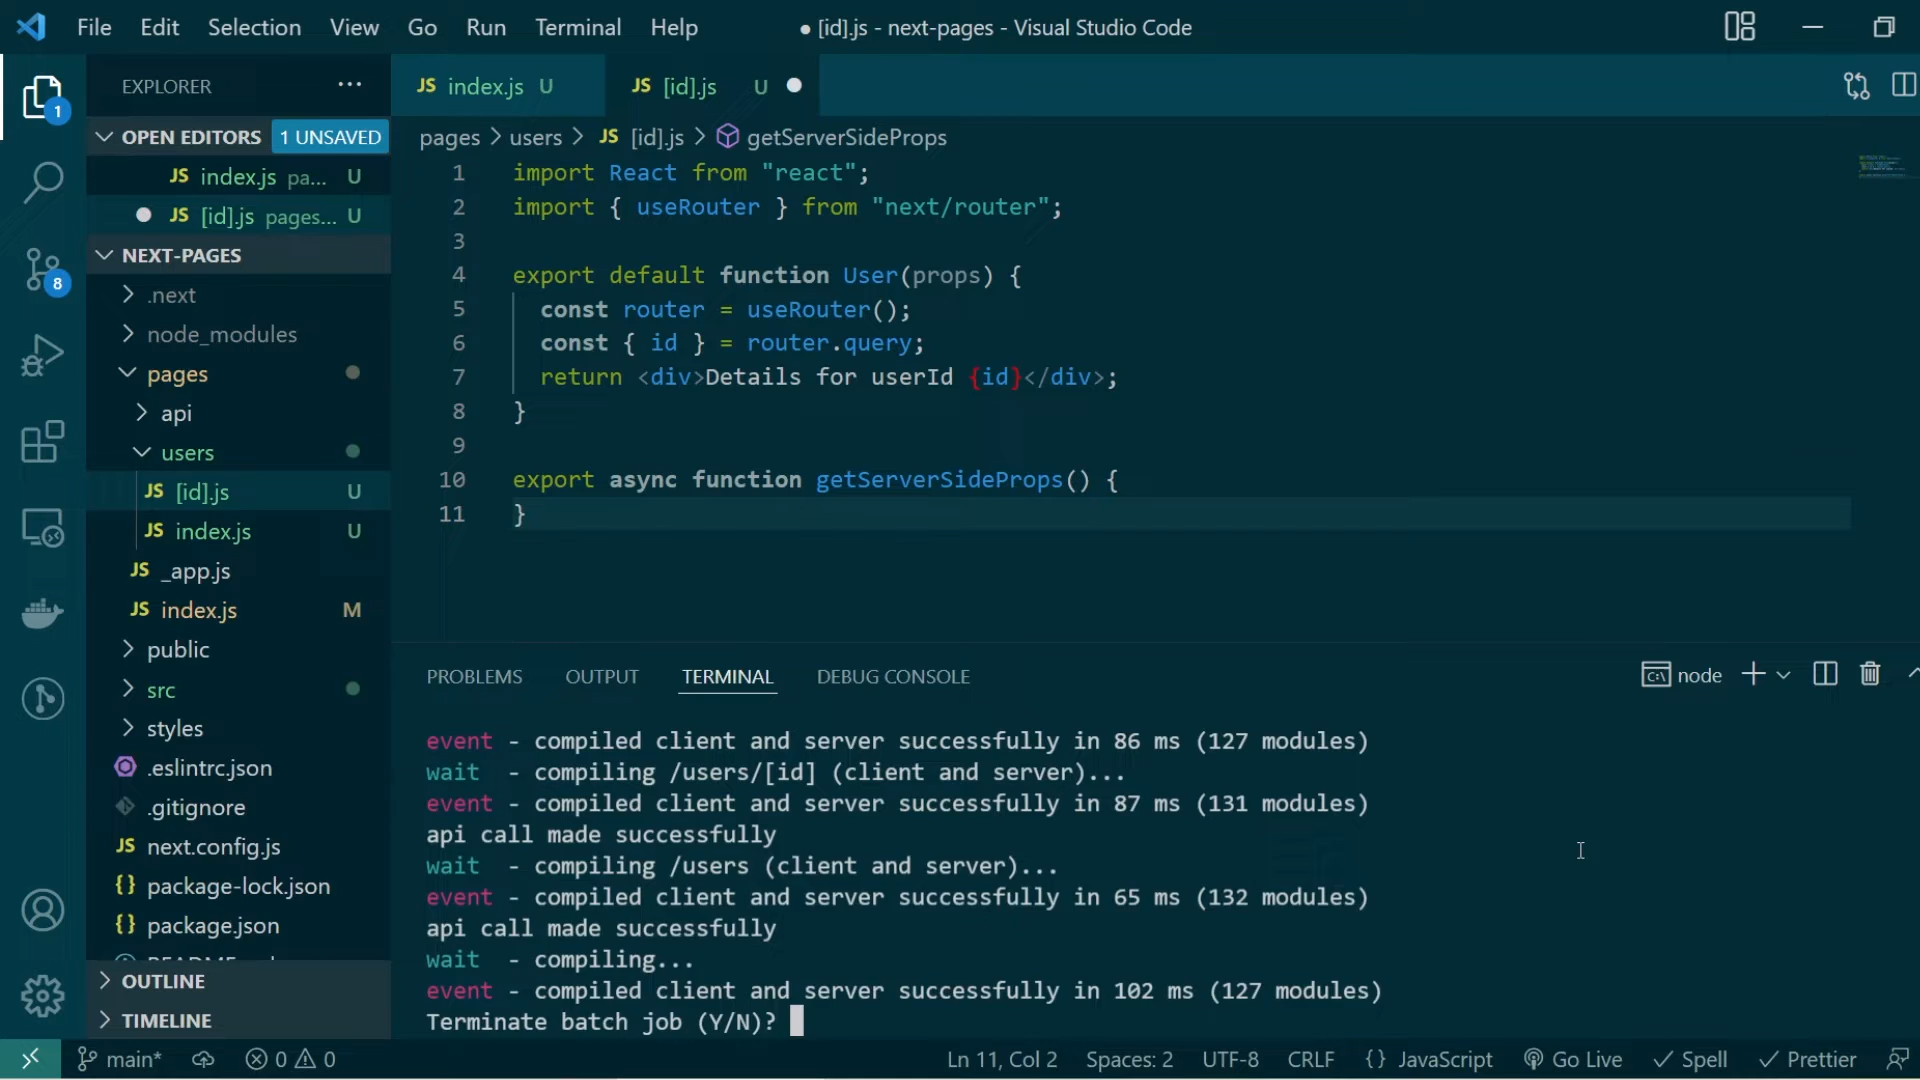 File Edit Selection View Go Run Terminal Help
● [id].js - next-pages - Visual Studio Code
EXPLORER ...
1
OPEN EDITORS 1 UNSAVED
JS index.js pa... U
● JS [id].js pages... U
8
NEXT-PAGES
.next
node_modules
pages
api
users
JS [id].js U
JS index.js U
JS _app.js
JS index.js M
public
src
styles
.eslintrc.json
.gitignore
JS next.config.js
{} package-lock.json
{} package.json
OUTLINE
TIMELINE
JS index.js U
JS [id].js U ●
pages > users > JS [id].js > getServerSideProps
1 import React from "react";
2 import { useRouter } from "next/router";
3
4 export default function User(props) {
5 const router = useRouter();
6 const { id } = router.query;
7 return <div>Details for userId {id}</div>;
8 }
9
10 export async function getServerSideProps() {
11 }
PROBLEMS OUTPUT TERMINAL DEBUG CONSOLE
node
event - compiled client and server successfully in 86 ms (127 modules)
wait - compiling /users/[id] (client and server)...
event - compiled client and server successfully in 87 ms (131 modules)
api call made successfully
wait - compiling /users (client and server)...
event - compiled client and server successfully in 65 ms (132 modules)
api call made successfully
wait - compiling...
event - compiled client and server successfully in 102 ms (127 modules)
Terminate batch job (Y/N)?
main* 0 0
Ln 11, Col 2 Spaces: 2 UTF-8 CRLF {} JavaScript Go Live Spell Prettier